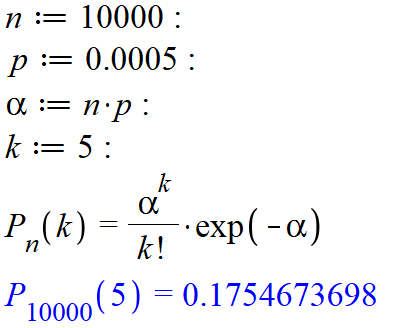 n := 10000 :
p := 0.0005 :
α := n·p :
k := 5 :
P_n(k) = α^k/k! · exp(−α)
P_10000(5) = 0.1754673698